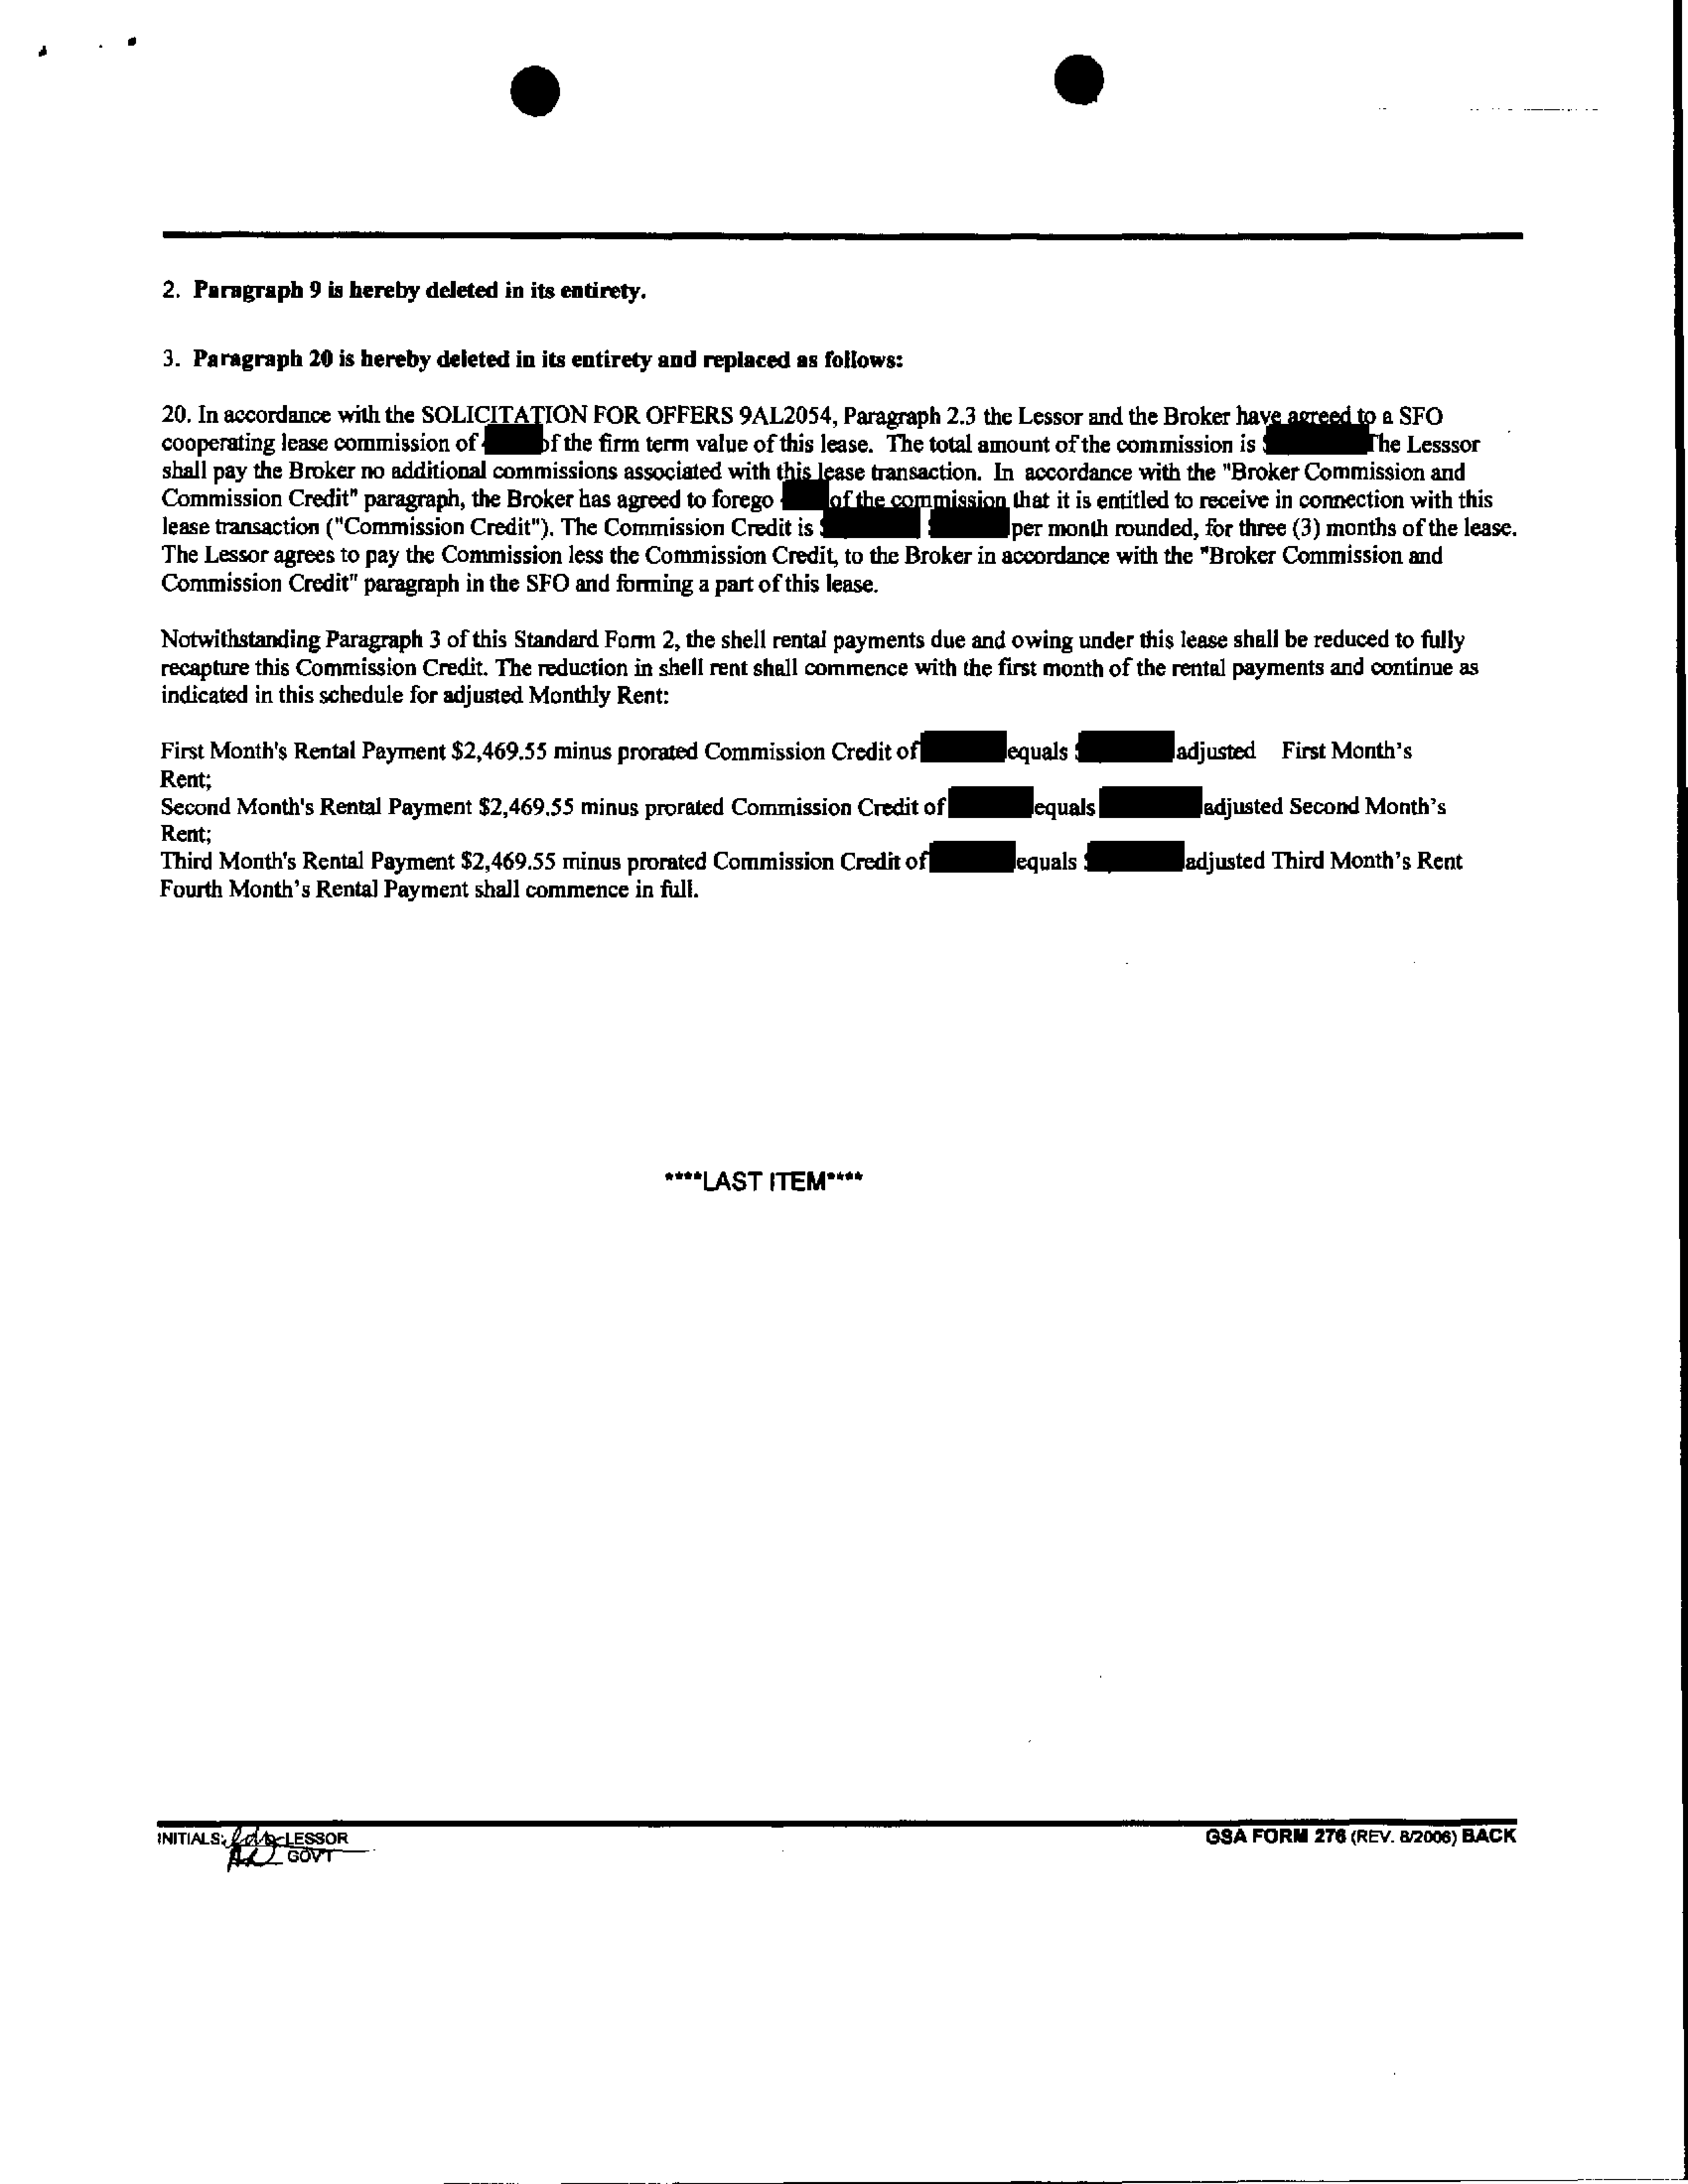 2. Paragraph 9 is hereby deleted in its entirety.
3. Paragraph 20 is hereby deleted in its entirety and replaced as follows:
20. In accordance with the SOLICITATION FOR OFFERS 9AL2054, Paragraph 2.3 the Lessor and the Broker have agreed to a SFO
cooperating lease commission of of the firm term value of this lease. The total amount of the commission is The Lesssor
shall pay the Broker no additional commissions associated with this lease transaction. In accordance with the "Broker Commission and
Commission Credit" paragraph, the Broker has agreed to forego of the commission that it is entitled to receive in connection with this
lease transaction ("Commission Credit"). The Commission Credit is per month rounded, for three (3) months of the lease.
The Lessor agrees to pay the Commission less the Commission Credit, to the Broker in accordance with the "Broker Commission and
Commission Credit" paragraph in the SFO and forming a part of this lease.
Notwithstanding Paragraph 3 of this Standard Form 2, the shell rental payments due and owing under this lease shall be reduced to fully
recapture this Commission Credit. The reduction in shell rent shall commence with the first month of the rental payments and continue as
indicated in this schedule for adjusted Monthly Rent:
First Month's Rental Payment $2,469.55 minus prorated Commission Credit of equals adjusted First Month's
Rent;
Second Month's Rental Payment $2,469.55 minus prorated Commission Credit of equals adjusted Second Month's
Rent;
Third Month's Rental Payment $2,469.55 minus prorated Commission Credit of equals adjusted Third Month's Rent
Fourth Month's Rental Payment shall commence in full.
****LAST ITEM****
INITIALS: LESSOR
GOVT
GSA FORM 276 (REV. 8/2006) BACK